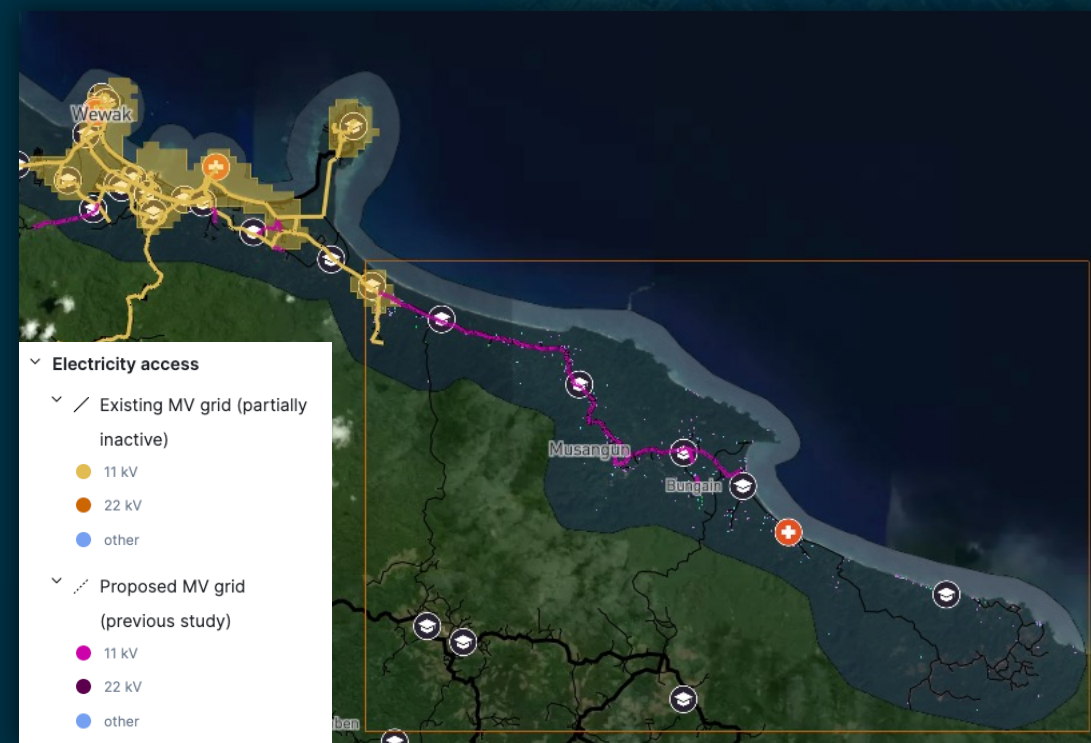 Wewak
Musangun
Bungain
ben
Electricity access
Existing MV grid (partially
inactive)
11 kV
22 kV
other
Proposed MV grid
(previous study)
11 kV
22 kV
other